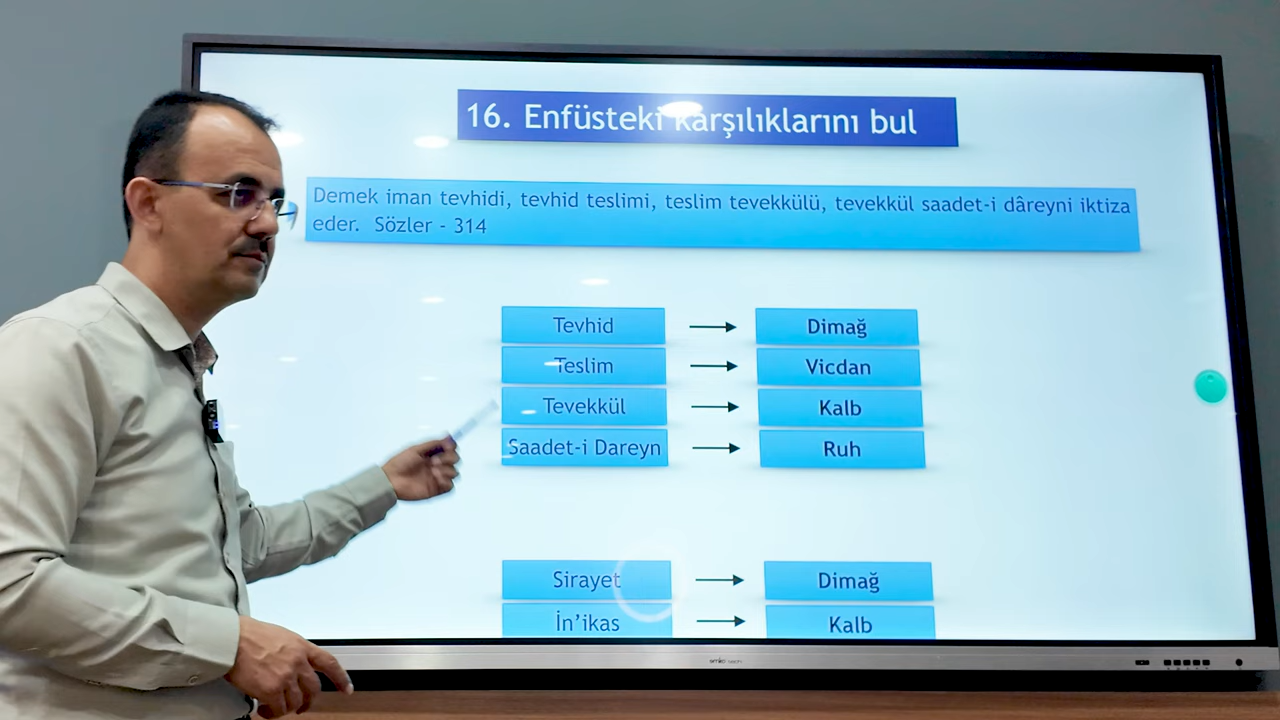 16. Enfüsteki karşılıklarını bul
Demek iman tevhidi, tevhid teslimi, teslim tevekkülü, tevekkül saadet-i dâreyni iktiza
eder. Sözler - 314
Tevhid → Dimağ
Teslim → Vicdan
Tevekkül → Kalb
Saadet-i Dareyn → Ruh
Sirayet → Dimağ
İn'ikas → Kalb